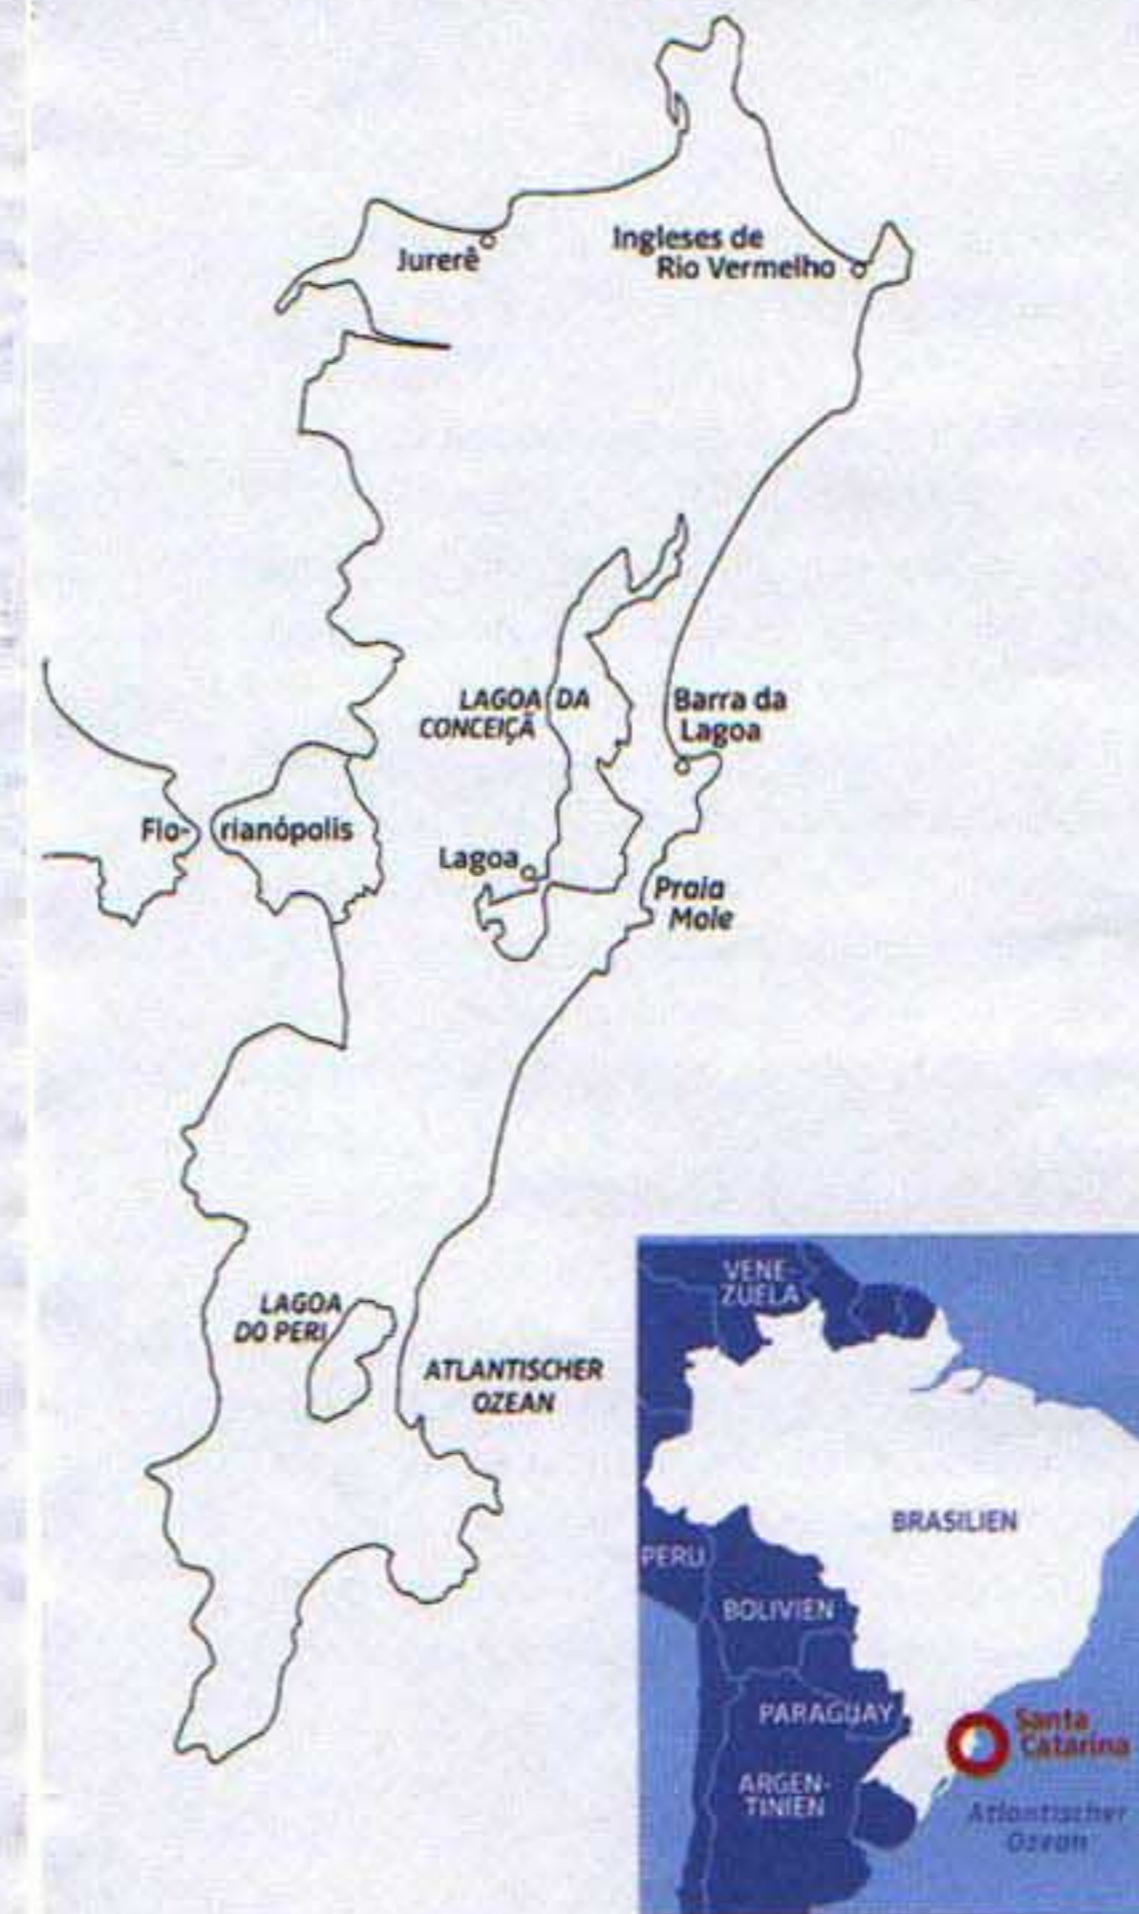 Jurerê
Ingleses de
Rio Vermelho
LAGOA DA
CONCEIÇÃ
Barra da
Lagoa
Flo-
rianópolis
Lagoa
Praia
Mole
LAGOA
DO PERI
ATLANTISCHER
OZEAN
VENE-
ZUELA
BRASILIEN
PERU
BOLIVIEN
PARAGUAY
Santa
Catarina
ARGEN-
TINIEN
Atlantischer
Ozean